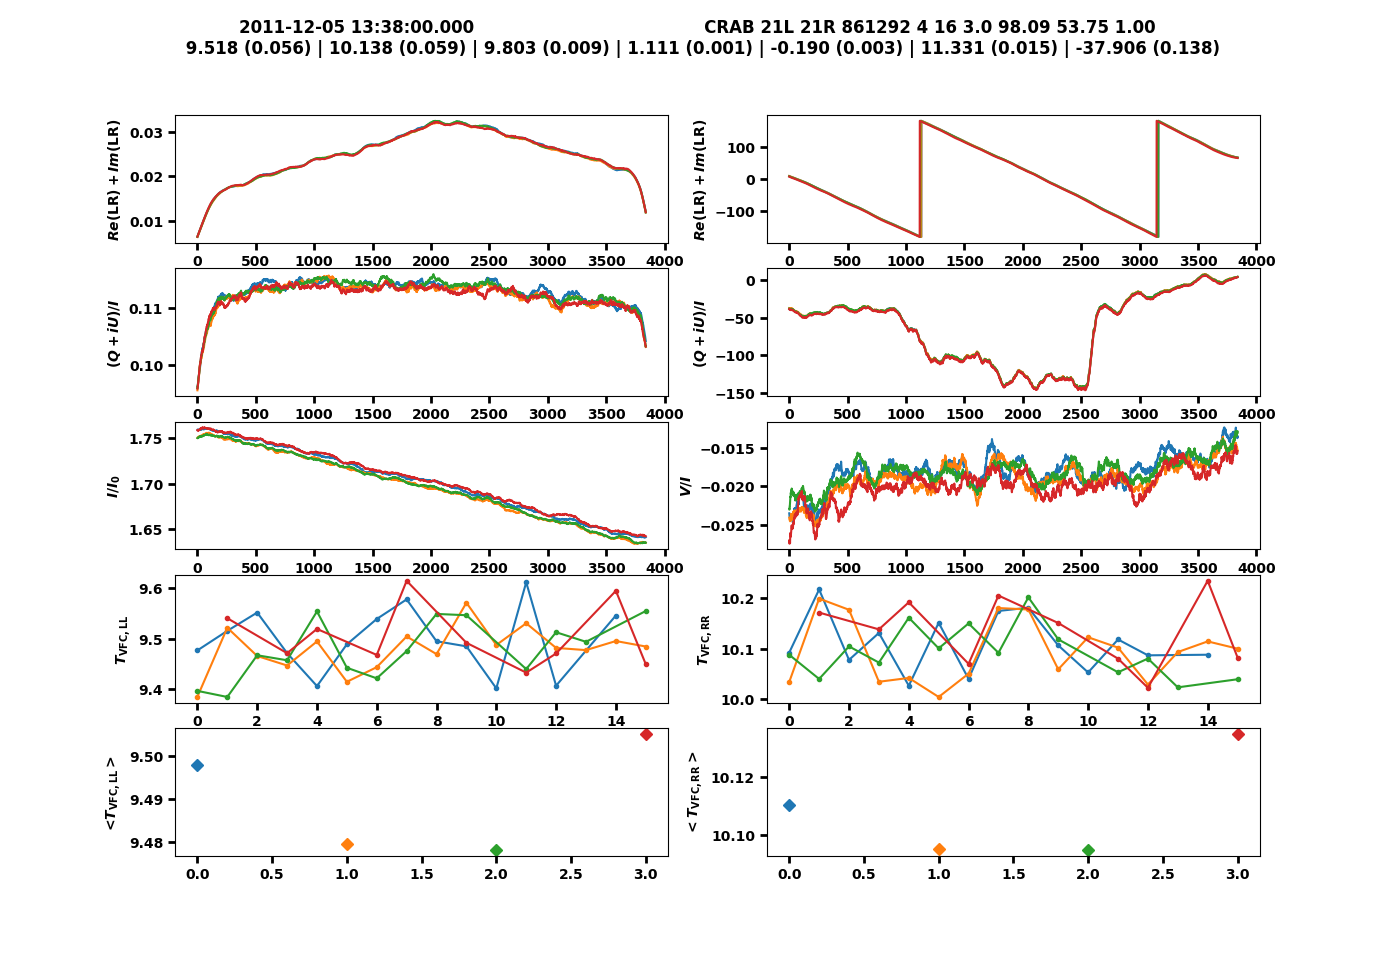 2011-12-05 13:38:00.000 CRAB 21L 21R 861292 4 16 3.0 98.09 53.75 1.00
9.518 (0.056) | 10.138 (0.059) | 9.803 (0.009) | 1.111 (0.001) | -0.190 (0.003) | 11.331 (0.015) | -37.906 (0.138)
Re(LR) + Im(LR)
0.03
0.02
0.01
0 500 1000 1500 2000 2500 3000 3500 4000
Re(LR) + Im(LR)
100
0
−100
0 500 1000 1500 2000 2500 3000 3500 4000
(Q + iU)/I
0.11
0.10
0 500 1000 1500 2000 2500 3000 3500 4000
(Q + iU)/I
0
−50
−100
−150
0 500 1000 1500 2000 2500 3000 3500 4000
I/I0
1.75
1.70
1.65
0 500 1000 1500 2000 2500 3000 3500 4000
V/I
−0.015
−0.020
−0.025
0 500 1000 1500 2000 2500 3000 3500 4000
TVFC,LL
9.6
9.5
9.4
0 2 4 6 8 10 12 14
TVFC,RR
10.2
10.1
10.0
0 2 4 6 8 10 12 14
<TVFC,LL>
9.50
9.49
9.48
0.0 0.5 1.0 1.5 2.0 2.5 3.0
<TVFC,RR>
10.12
10.10
0.0 0.5 1.0 1.5 2.0 2.5 3.0